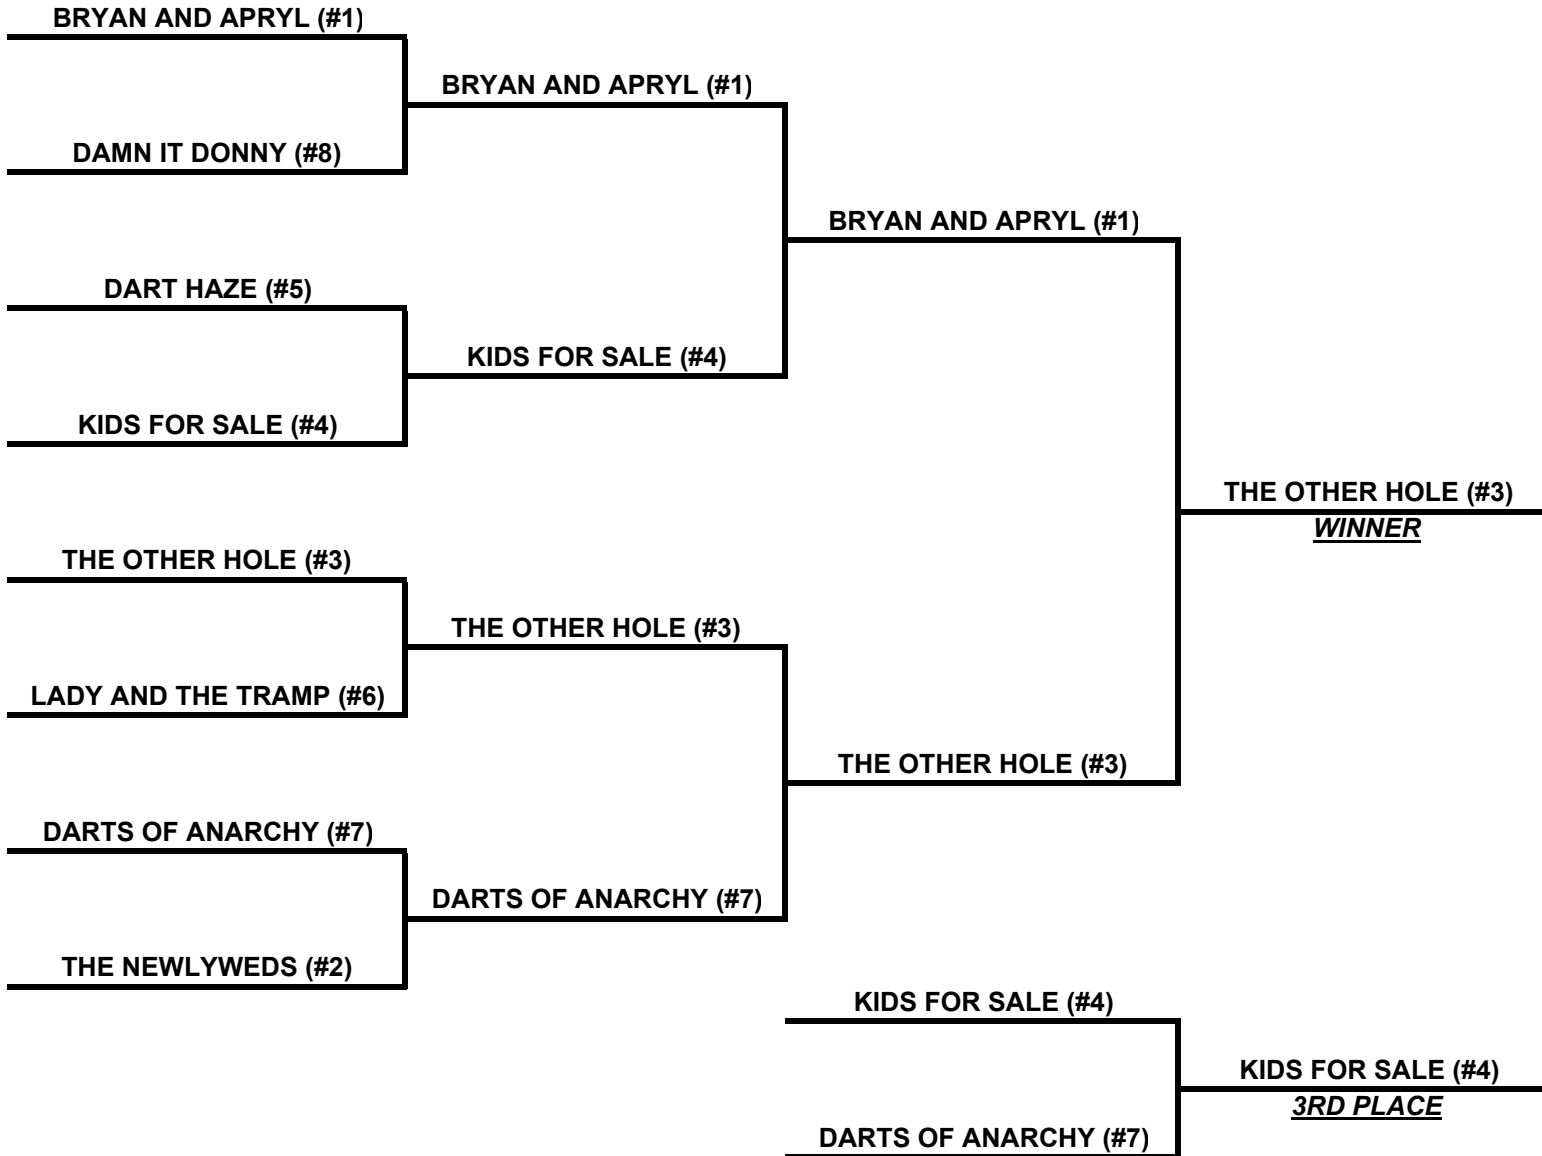 BRYAN AND APRYL (#1)
BRYAN AND APRYL (#1)
DAMN IT DONNY (#8)
BRYAN AND APRYL (#1)
DART HAZE (#5)
KIDS FOR SALE (#4)
KIDS FOR SALE (#4)
THE OTHER HOLE (#3)
WINNER
THE OTHER HOLE (#3)
THE OTHER HOLE (#3)
LADY AND THE TRAMP (#6)
THE OTHER HOLE (#3)
DARTS OF ANARCHY (#7)
DARTS OF ANARCHY (#7)
THE NEWLYWEDS (#2)
KIDS FOR SALE (#4)
KIDS FOR SALE (#4)
3RD PLACE
DARTS OF ANARCHY (#7)